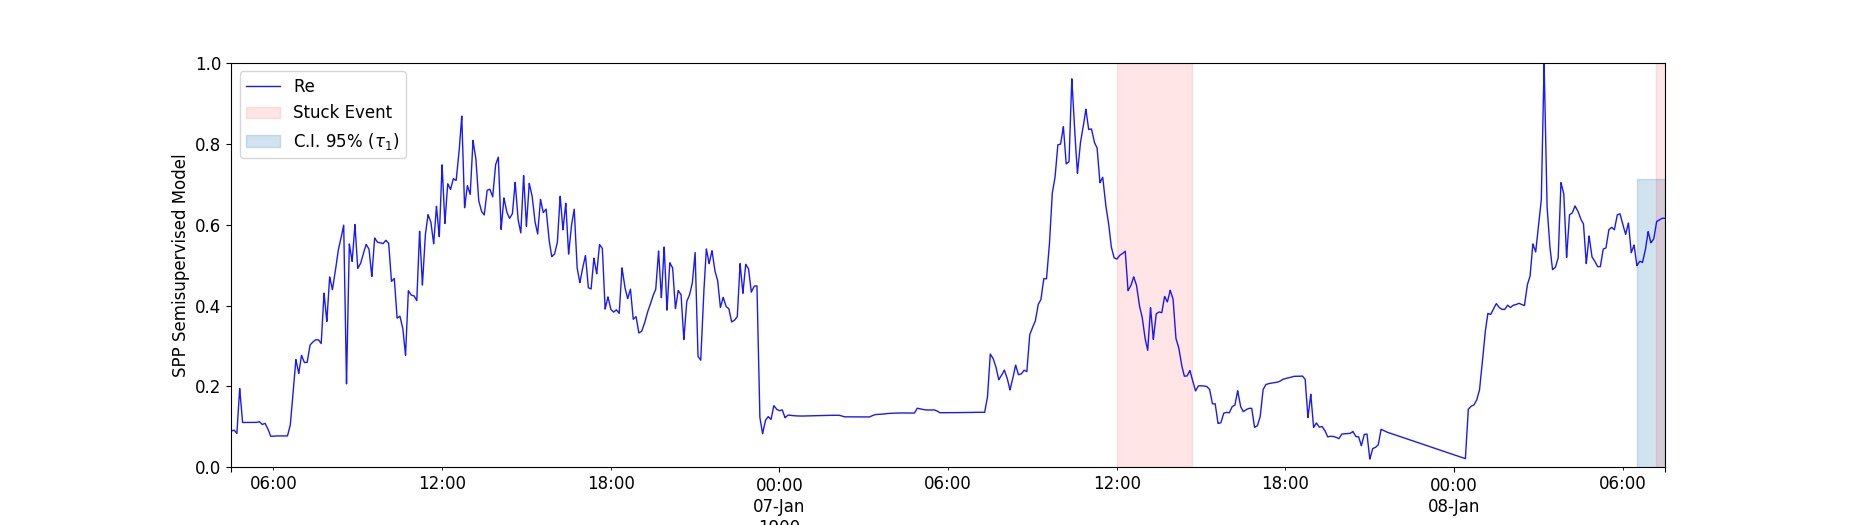 1.0
0.8
0.6
0.4
0.2
0.0
SPP Semisupervised Model
Re
Stuck Event
C.I. 95% (τ₁)
06:00 12:00 18:00 00:00 06:00 12:00 18:00 00:00 06:00
07-Jan 08-Jan
1900